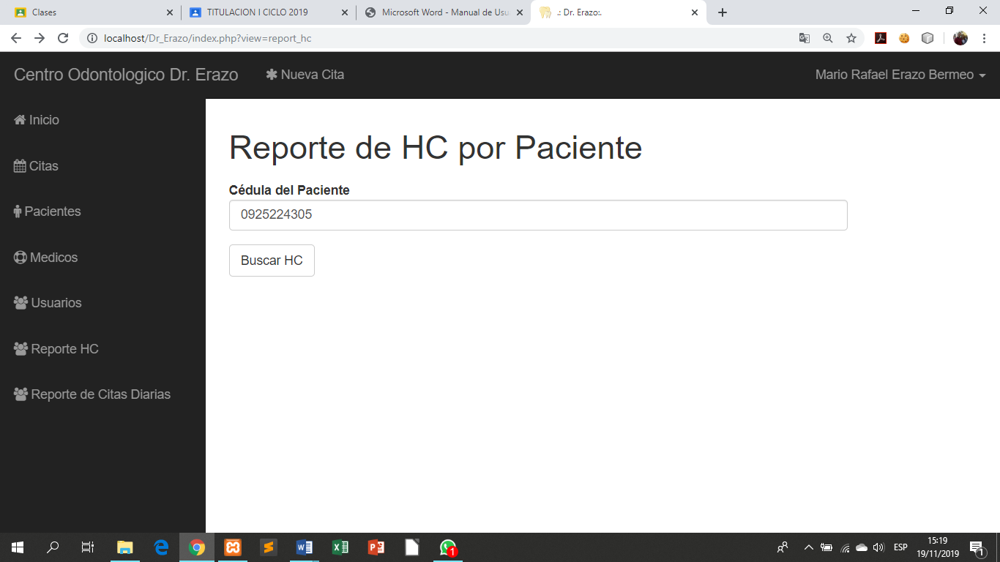 Clases
TITULACION I CICLO 2019
Microsoft Word - Manual de Usu
.: Dr. Erazo:.
localhost/Dr_Erazo/index.php?view=report_hc
Centro Odontologico Dr. Erazo
Nueva Cita
Mario Rafael Erazo Bermeo
Inicio
Citas
Pacientes
Medicos
Usuarios
Reporte HC
Reporte de Citas Diarias
Reporte de HC por Paciente
Cédula del Paciente
0925224305
Buscar HC
1
ESP
15:19
19/11/2019
1